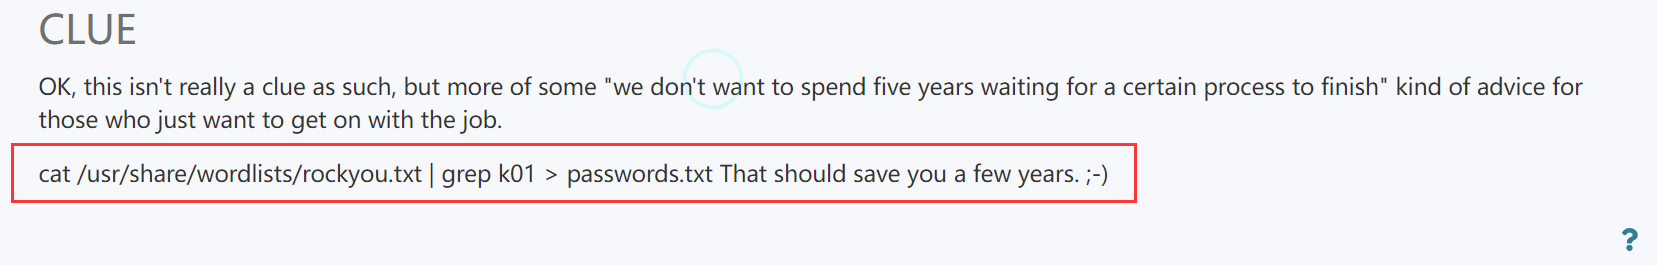 CLUE
OK, this isn't really a clue as such, but more of some "we don't want to spend five years waiting for a certain process to finish" kind of advice for
those who just want to get on with the job.
cat /usr/share/wordlists/rockyou.txt | grep k01 > passwords.txt That should save you a few years. ;-)
?